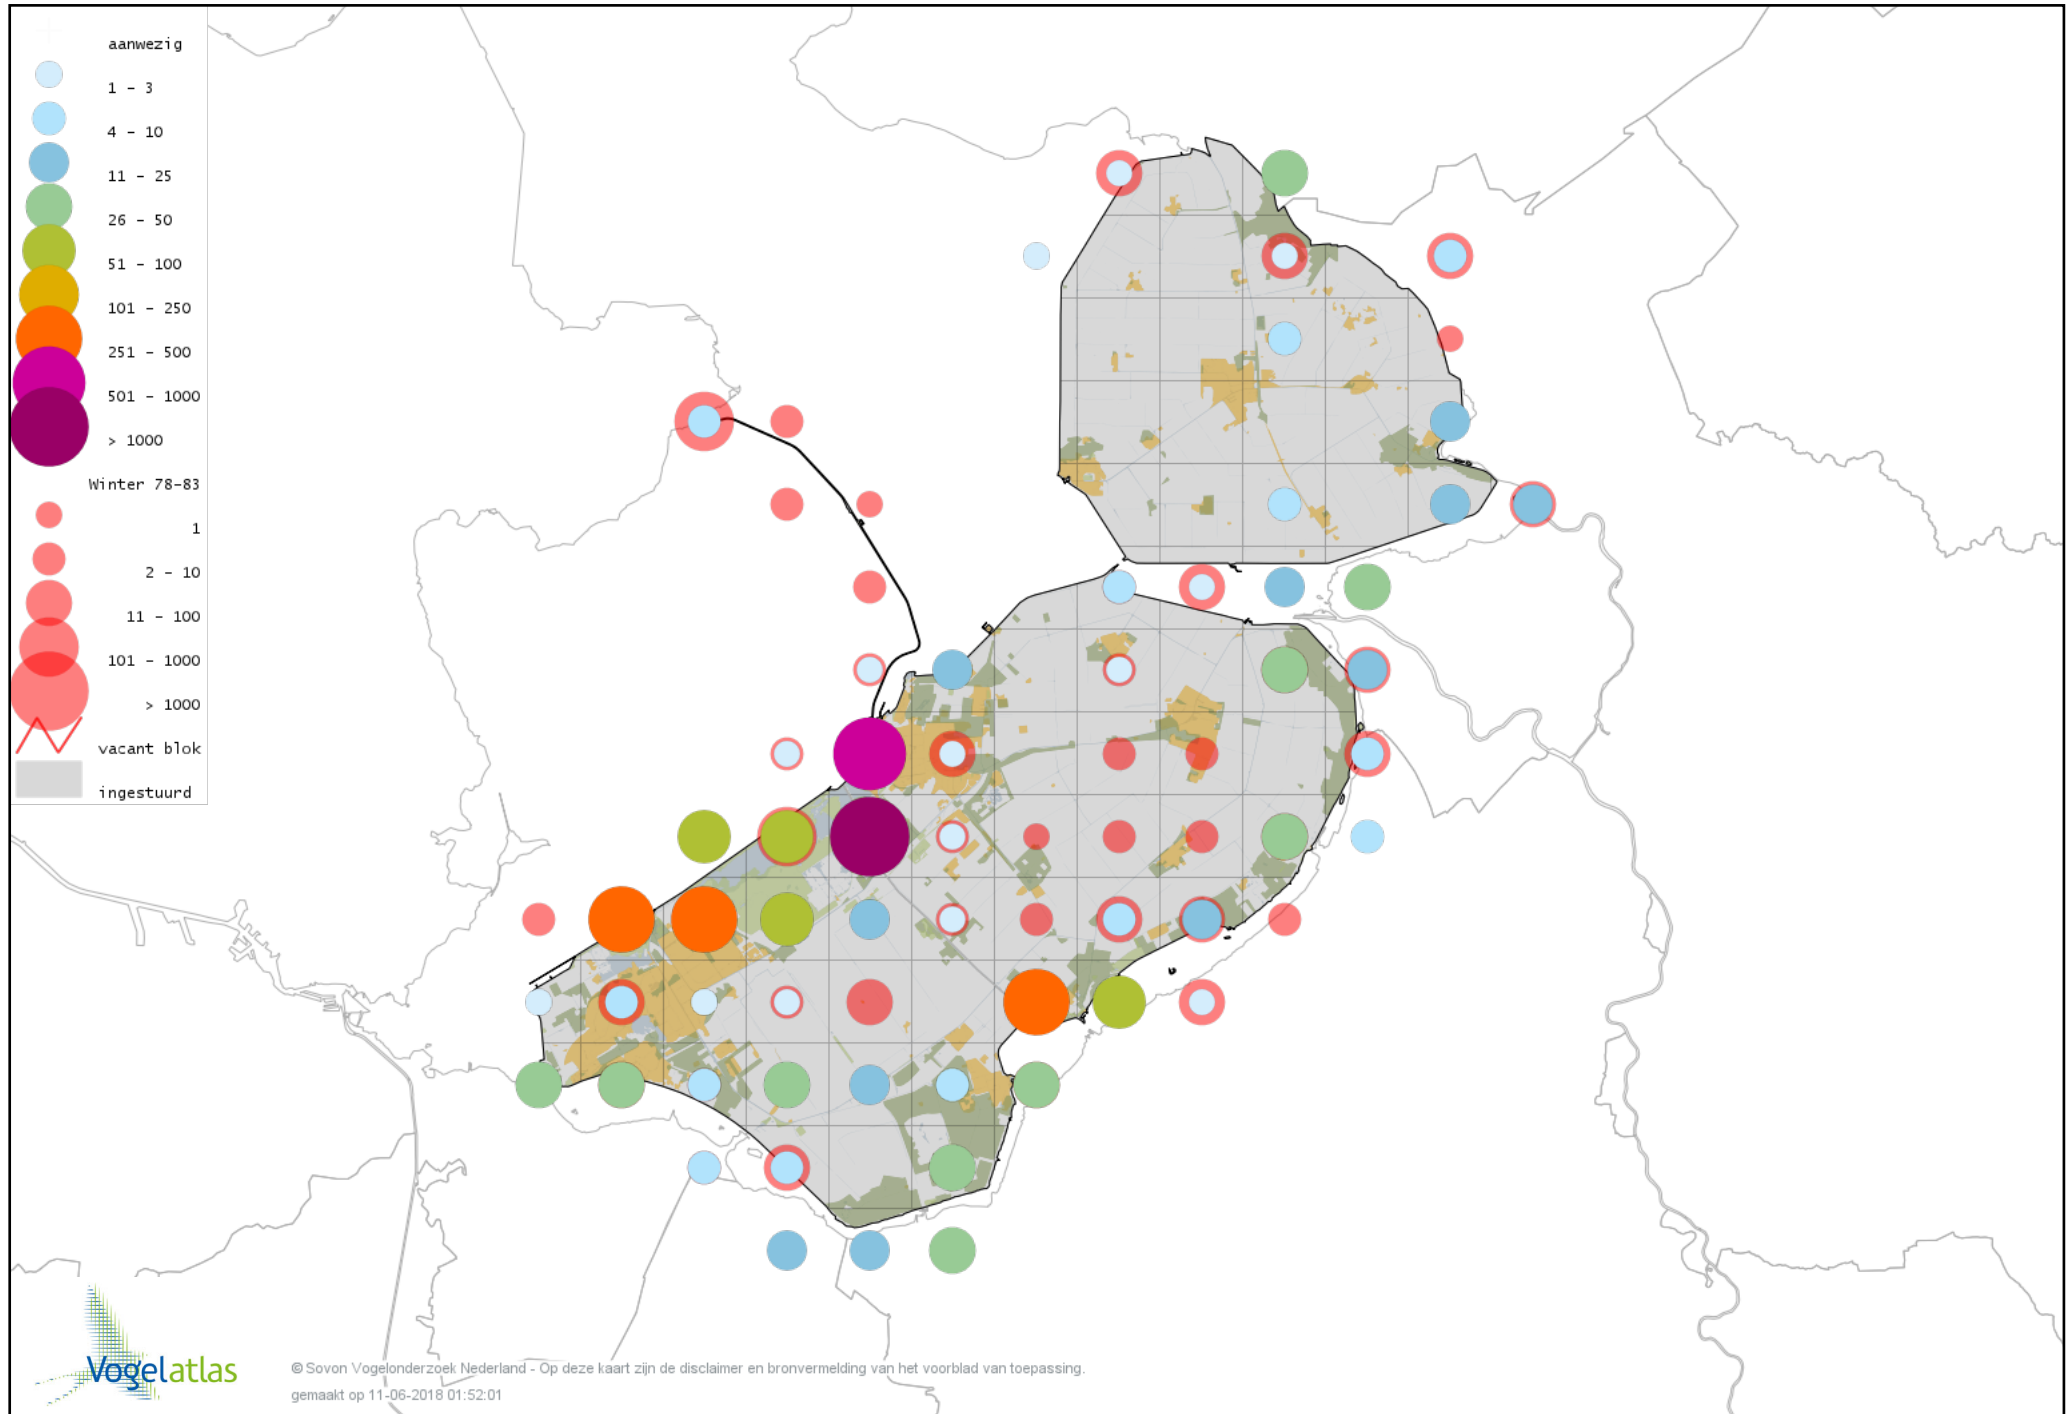 aanwezig
1 - 3
4 - 10
11 - 25
26 - 50
51 - 100
101 - 250
251 - 500
501 - 1000
> 1000
Winter 78-83
1
2 - 10
11 - 100
101 - 1000
> 1000
vacant blok
ingestuurd
Vogelatlas
© Sovon Vogelonderzoek Nederland - Op deze kaart zijn de disclaimer en bronvermelding van het voorblad van toepassing.
gemaakt op 11-06-2018 01:52:01